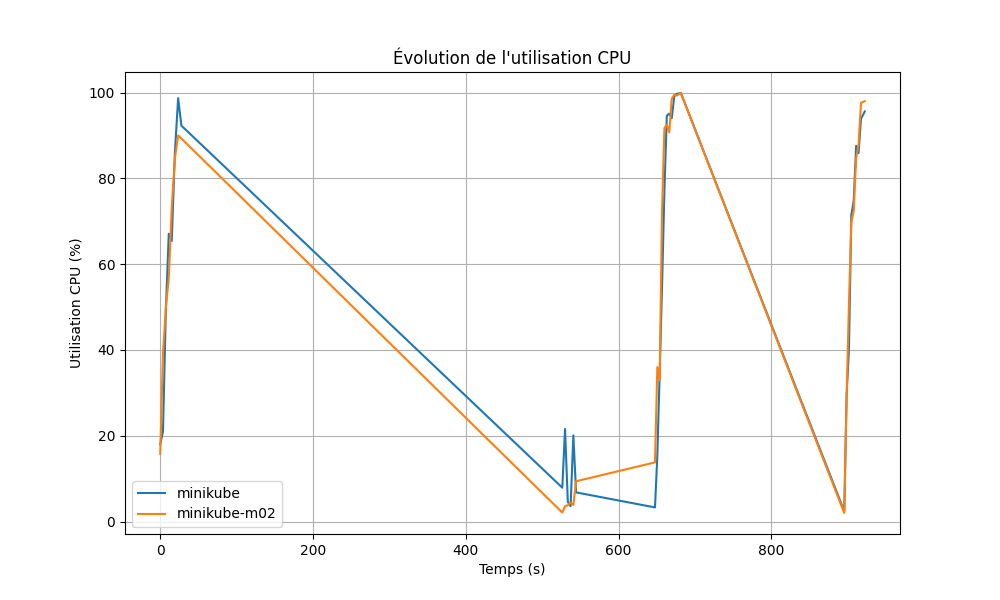 Évolution de l'utilisation CPU
Utilisation CPU (%)
100
80
60
40
20
0
minikube
minikube-m02
0 200 400 600 800
Temps (s)